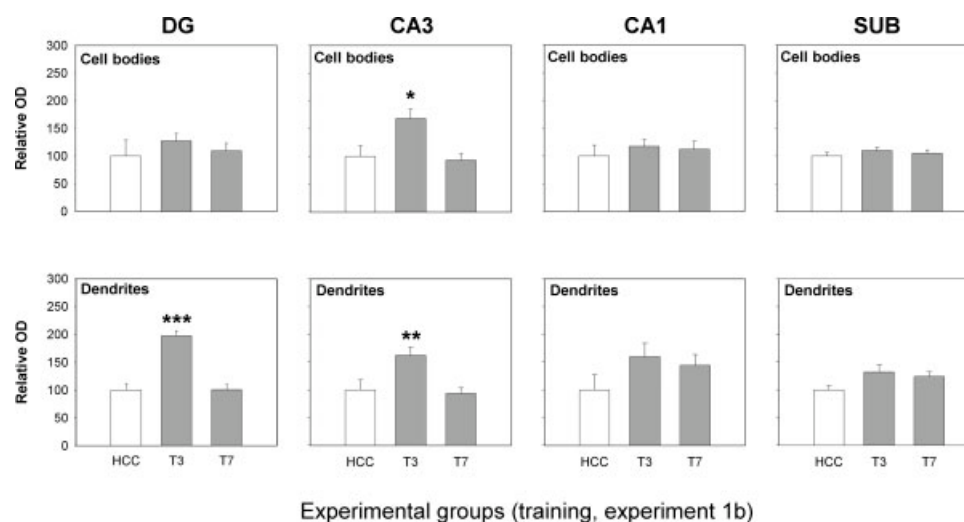 DG CA3 CA1 SUB
Relative OD
300
250
200
150
100
50
0
Cell bodies
Cell bodies
*
Cell bodies
Cell bodies
Relative OD
300
250
200
150
100
50
0
Dendrites
***
Dendrites
**
Dendrites
Dendrites
HCC T3 T7 HCC T3 T7 HCC T3 T7 HCC T3 T7
Experimental groups (training, experiment 1b)